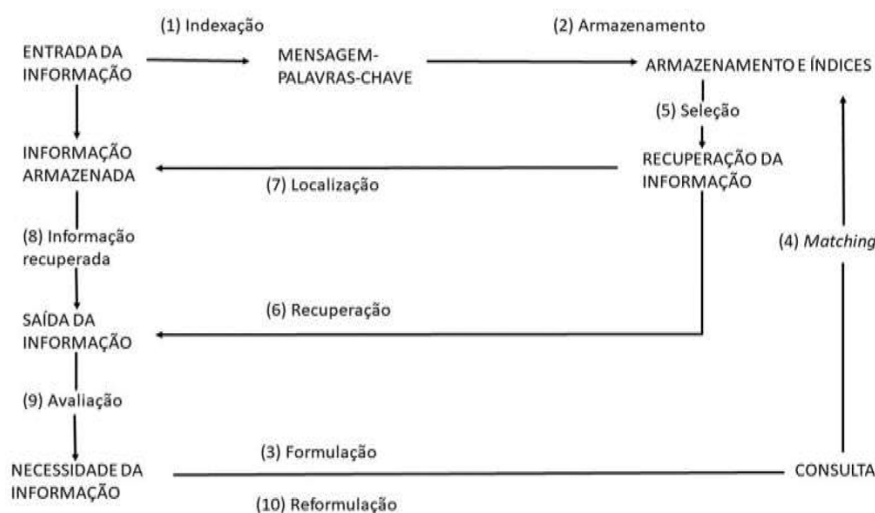 (1) Indexação
(2) Armazenamento
ENTRADA DA
INFORMAÇÃO
MENSAGEM-
PALAVRAS-CHAVE
ARMAZENAMENTO E ÍNDICES
(5) Seleção
INFORMAÇÃO
ARMAZENADA
RECUPERAÇÃO DA
INFORMAÇÃO
(7) Localização
(8) Informação
recuperada
(4) Matching
(6) Recuperação
SAÍDA DA
INFORMAÇÃO
(9) Avaliação
(3) Formulação
NECESSIDADE DA
INFORMAÇÃO
CONSULTA
(10) Reformulação